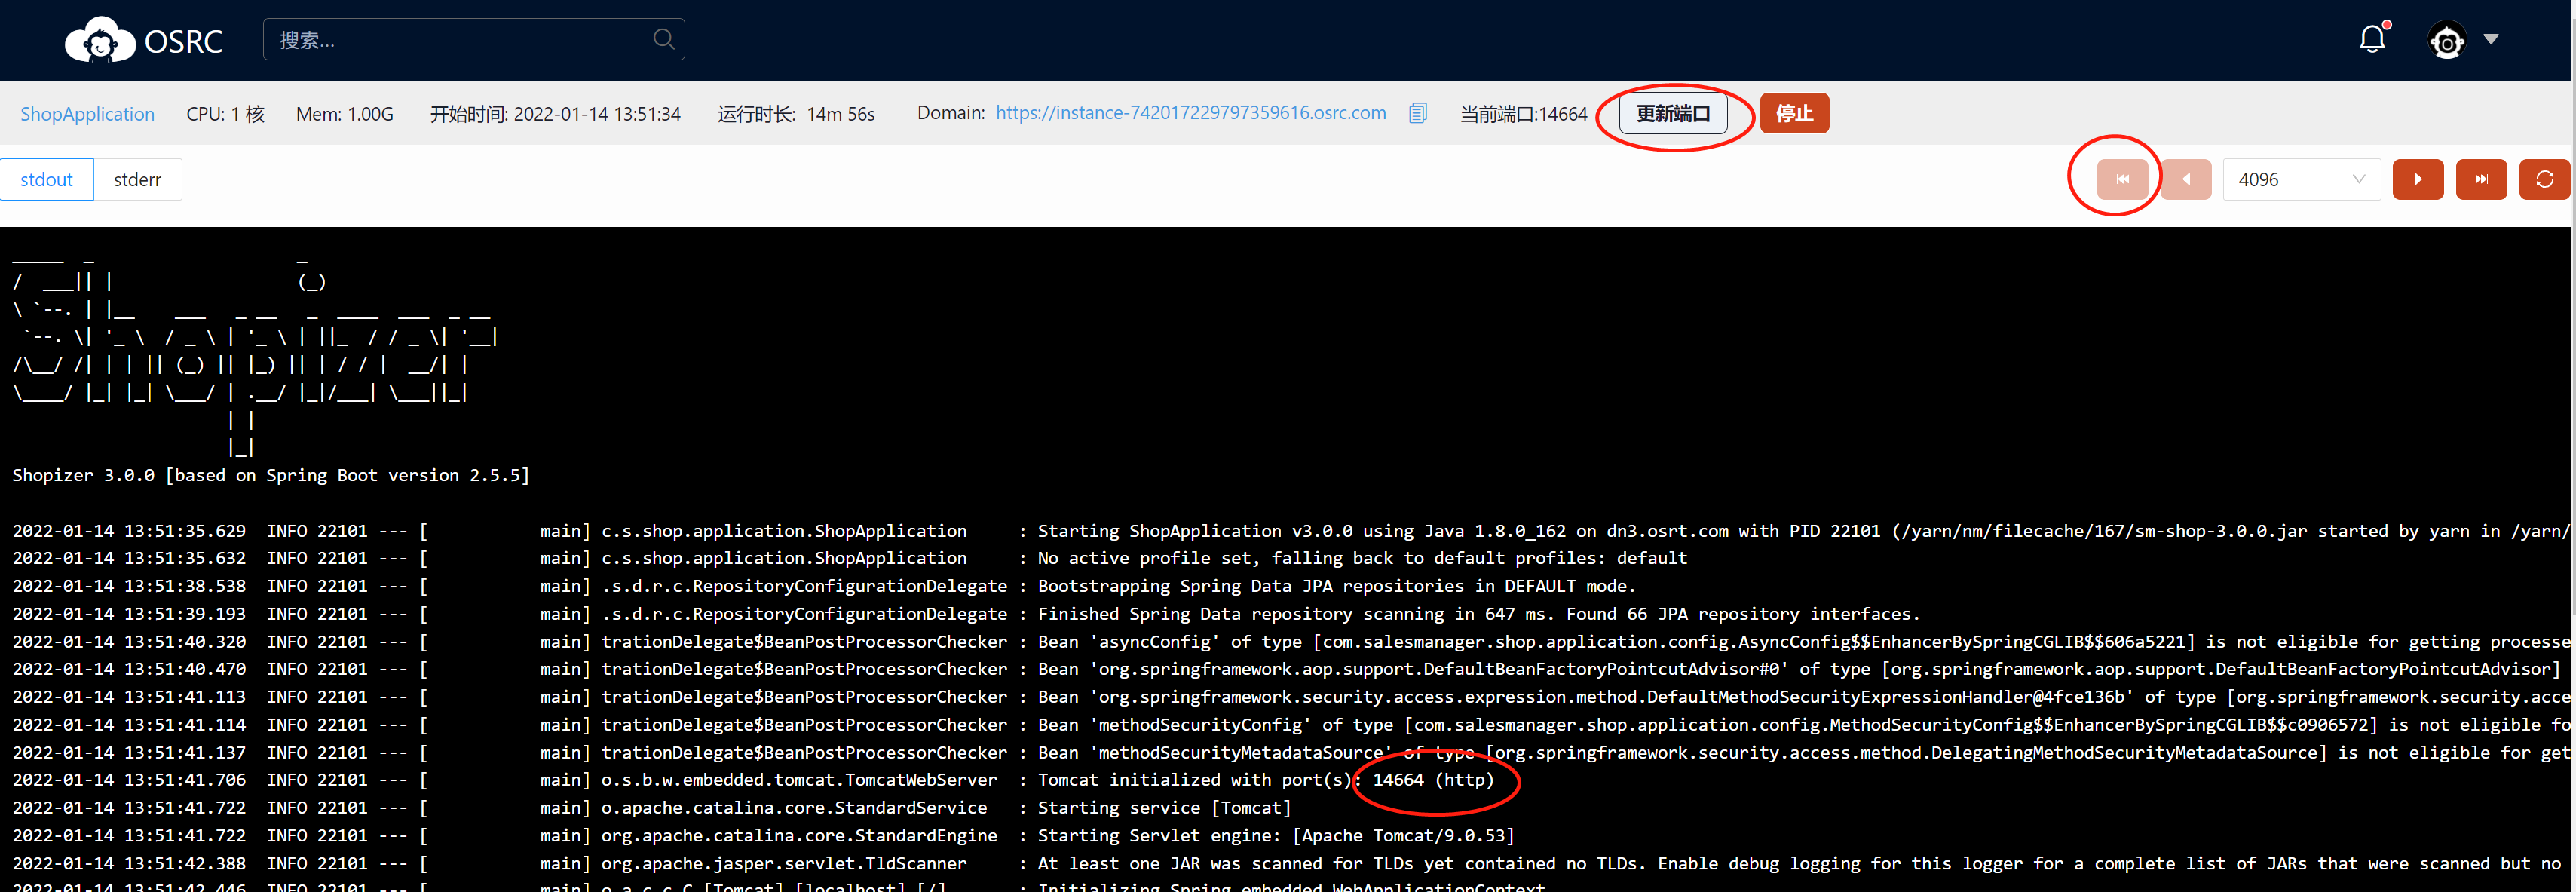 OSRC
搜索...
ShopApplication CPU: 1 核 Mem: 1.00G 开始时间: 2022-01-14 13:51:34 运行时长: 14m 56s Domain: https://instance-742017229797359616.osrc.com 当前端口:14664 更新端口 停止
stdout stderr 4096
Shopizer 3.0.0 [based on Spring Boot version 2.5.5]
2022-01-14 13:51:35.629 INFO 22101 --- [ main] c.s.shop.application.ShopApplication : Starting ShopApplication v3.0.0 using Java 1.8.0_162 on dn3.osrt.com with PID 22101 (/yarn/nm/filecache/167/sm-shop-3.0.0.jar started by yarn in /yarn/
2022-01-14 13:51:35.632 INFO 22101 --- [ main] c.s.shop.application.ShopApplication : No active profile set, falling back to default profiles: default
2022-01-14 13:51:38.538 INFO 22101 --- [ main] .s.d.r.c.RepositoryConfigurationDelegate : Bootstrapping Spring Data JPA repositories in DEFAULT mode.
2022-01-14 13:51:39.193 INFO 22101 --- [ main] .s.d.r.c.RepositoryConfigurationDelegate : Finished Spring Data repository scanning in 647 ms. Found 66 JPA repository interfaces.
2022-01-14 13:51:40.320 INFO 22101 --- [ main] trationDelegate$BeanPostProcessorChecker : Bean 'asyncConfig' of type [com.salesmanager.shop.application.config.AsyncConfig$$EnhancerBySpringCGLIB$$606a5221] is not eligible for getting processe
2022-01-14 13:51:40.470 INFO 22101 --- [ main] trationDelegate$BeanPostProcessorChecker : Bean 'org.springframework.aop.support.DefaultBeanFactoryPointcutAdvisor#0' of type [org.springframework.aop.support.DefaultBeanFactoryPointcutAdvisor]
2022-01-14 13:51:41.113 INFO 22101 --- [ main] trationDelegate$BeanPostProcessorChecker : Bean 'org.springframework.security.access.expression.method.DefaultMethodSecurityExpressionHandler@4fce136b' of type [org.springframework.security.acce
2022-01-14 13:51:41.114 INFO 22101 --- [ main] trationDelegate$BeanPostProcessorChecker : Bean 'methodSecurityConfig' of type [com.salesmanager.shop.application.config.MethodSecurityConfig$$EnhancerBySpringCGLIB$$c0906572] is not eligible fo
2022-01-14 13:51:41.137 INFO 22101 --- [ main] trationDelegate$BeanPostProcessorChecker : Bean 'methodSecurityMetadataSource' of type [org.springframework.security.access.method.DelegatingMethodSecurityMetadataSource] is not eligible for get
2022-01-14 13:51:41.706 INFO 22101 --- [ main] o.s.b.w.embedded.tomcat.TomcatWebServer : Tomcat initialized with port(s): 14664 (http)
2022-01-14 13:51:41.722 INFO 22101 --- [ main] o.apache.catalina.core.StandardService : Starting service [Tomcat]
2022-01-14 13:51:41.722 INFO 22101 --- [ main] org.apache.catalina.core.StandardEngine : Starting Servlet engine: [Apache Tomcat/9.0.53]
2022-01-14 13:51:42.388 INFO 22101 --- [ main] org.apache.jasper.servlet.TldScanner : At least one JAR was scanned for TLDs yet contained no TLDs. Enable debug logging for this logger for a complete list of JARs that were scanned but no
2022-01-14 13:51:42.446 INFO 22101 --- [ main] o.a.c.c.C.[Tomcat].[localhost].[/] : Initializing Spring embedded WebApplicationContext